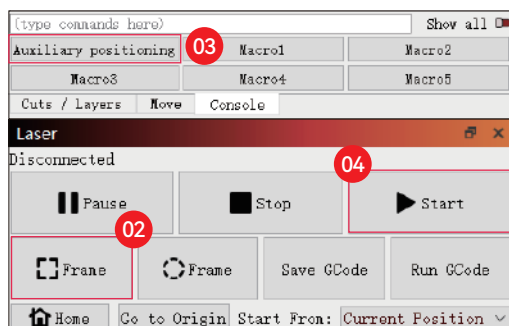 (type commands here) Show all
Auxiliary positioning 03 Macro1 Macro2
Macro3 Macro4 Macro5
Cuts / Layers Move Console
Laser
Disconnected
04
Pause Stop Start
02
Frame Frame Save GCode Run GCode
Home Go to Origin Start From: Current Position